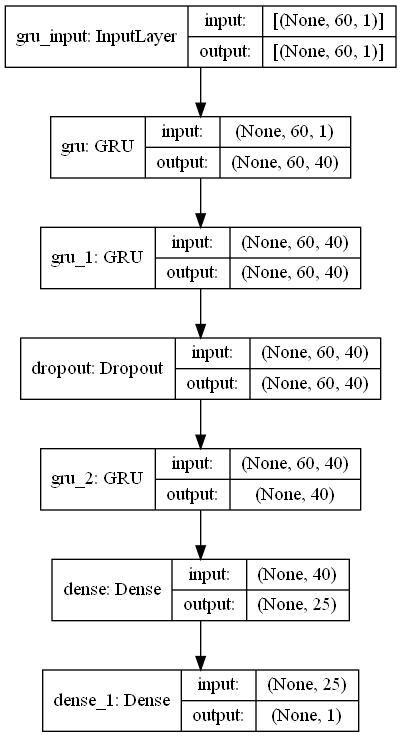 gru_input: InputLayer
input: [(None, 60, 1)]
output: [(None, 60, 1)]
gru: GRU
input: (None, 60, 1)
output: (None, 60, 40)
gru_1: GRU
input: (None, 60, 40)
output: (None, 60, 40)
dropout: Dropout
input: (None, 60, 40)
output: (None, 60, 40)
gru_2: GRU
input: (None, 60, 40)
output: (None, 40)
dense: Dense
input: (None, 40)
output: (None, 25)
dense_1: Dense
input: (None, 25)
output: (None, 1)